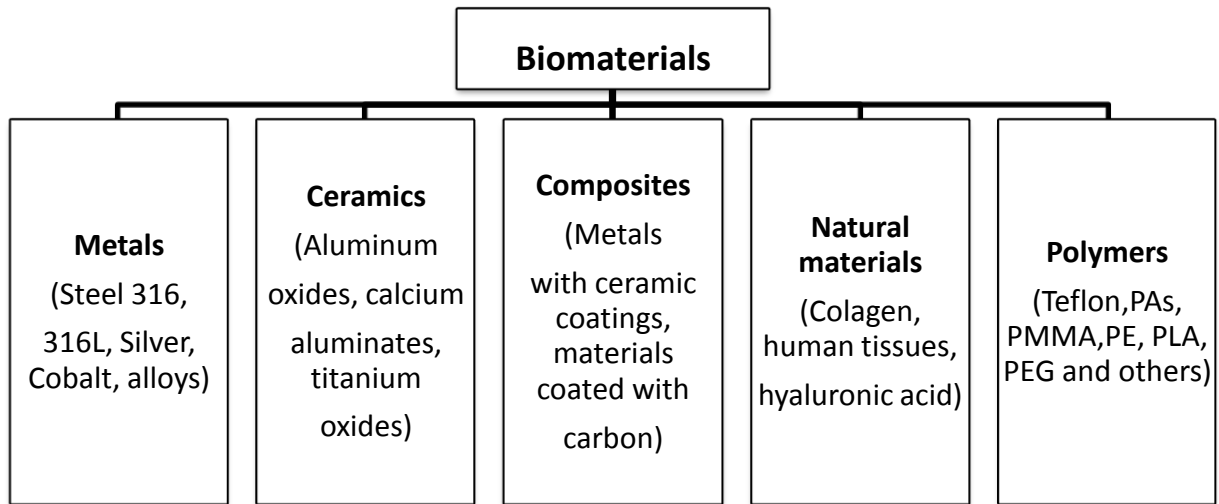 Biomaterials
Metals
(Steel 316,
316L, Silver,
Cobalt, alloys)
Ceramics
(Aluminum
oxides, calcium
aluminates,
titanium
oxides)
Composites
(Metals
with ceramic
coatings,
materials
coated with
carbon)
Natural
materials
(Colagen,
human tissues,
hyaluronic acid)
Polymers
(Teflon,PAs,
PMMA,PE, PLA,
PEG and others)